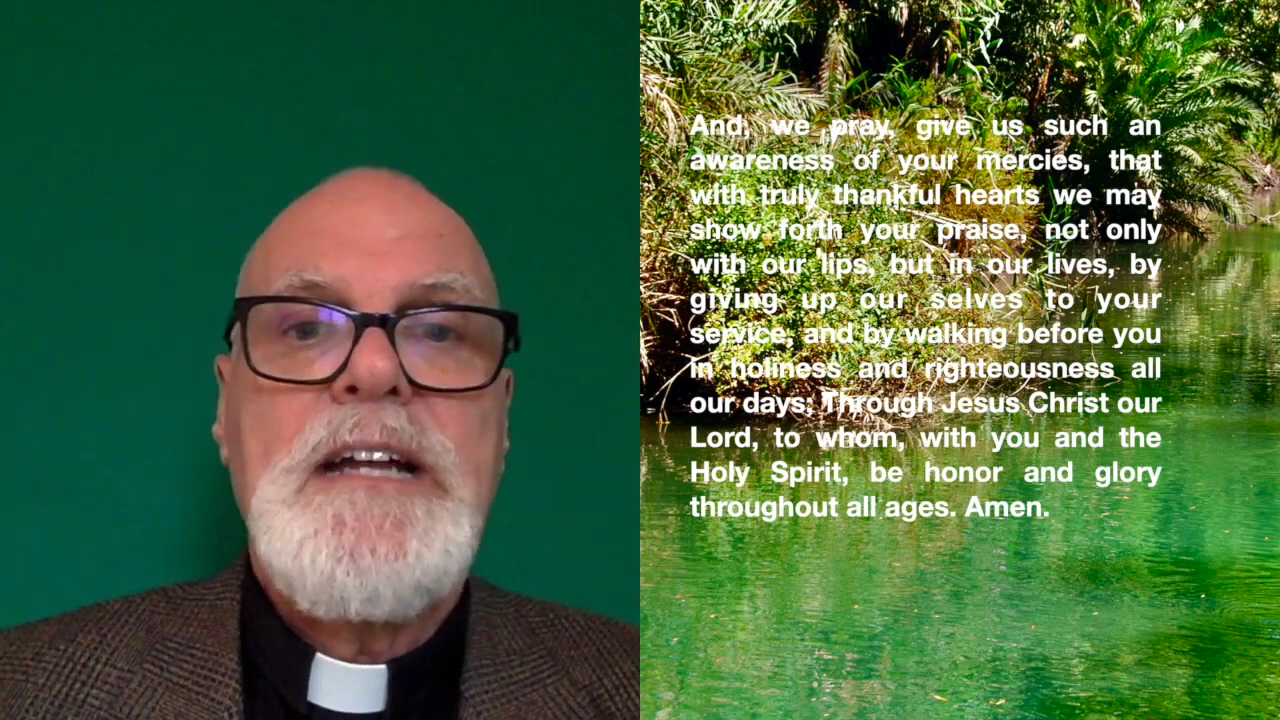 And, we pray, give us such an
awareness of your mercies, that
with truly thankful hearts we may
show forth your praise, not only
with our lips, but in our lives, by
giving up our selves to your
service, and by walking before you
in holiness and righteousness all
our days; Through Jesus Christ our
Lord, to whom, with you and the
Holy Spirit, be honor and glory
throughout all ages. Amen.